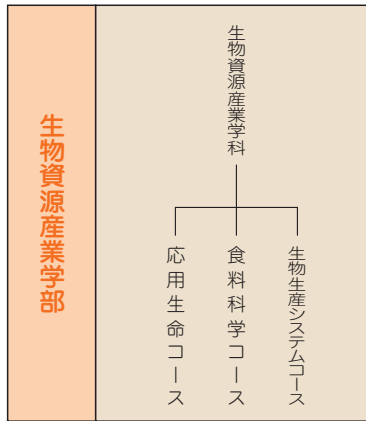 生物資源産業学部
生物資源産業学科
応用生命コース
食料科学コース
生物生産システムコース